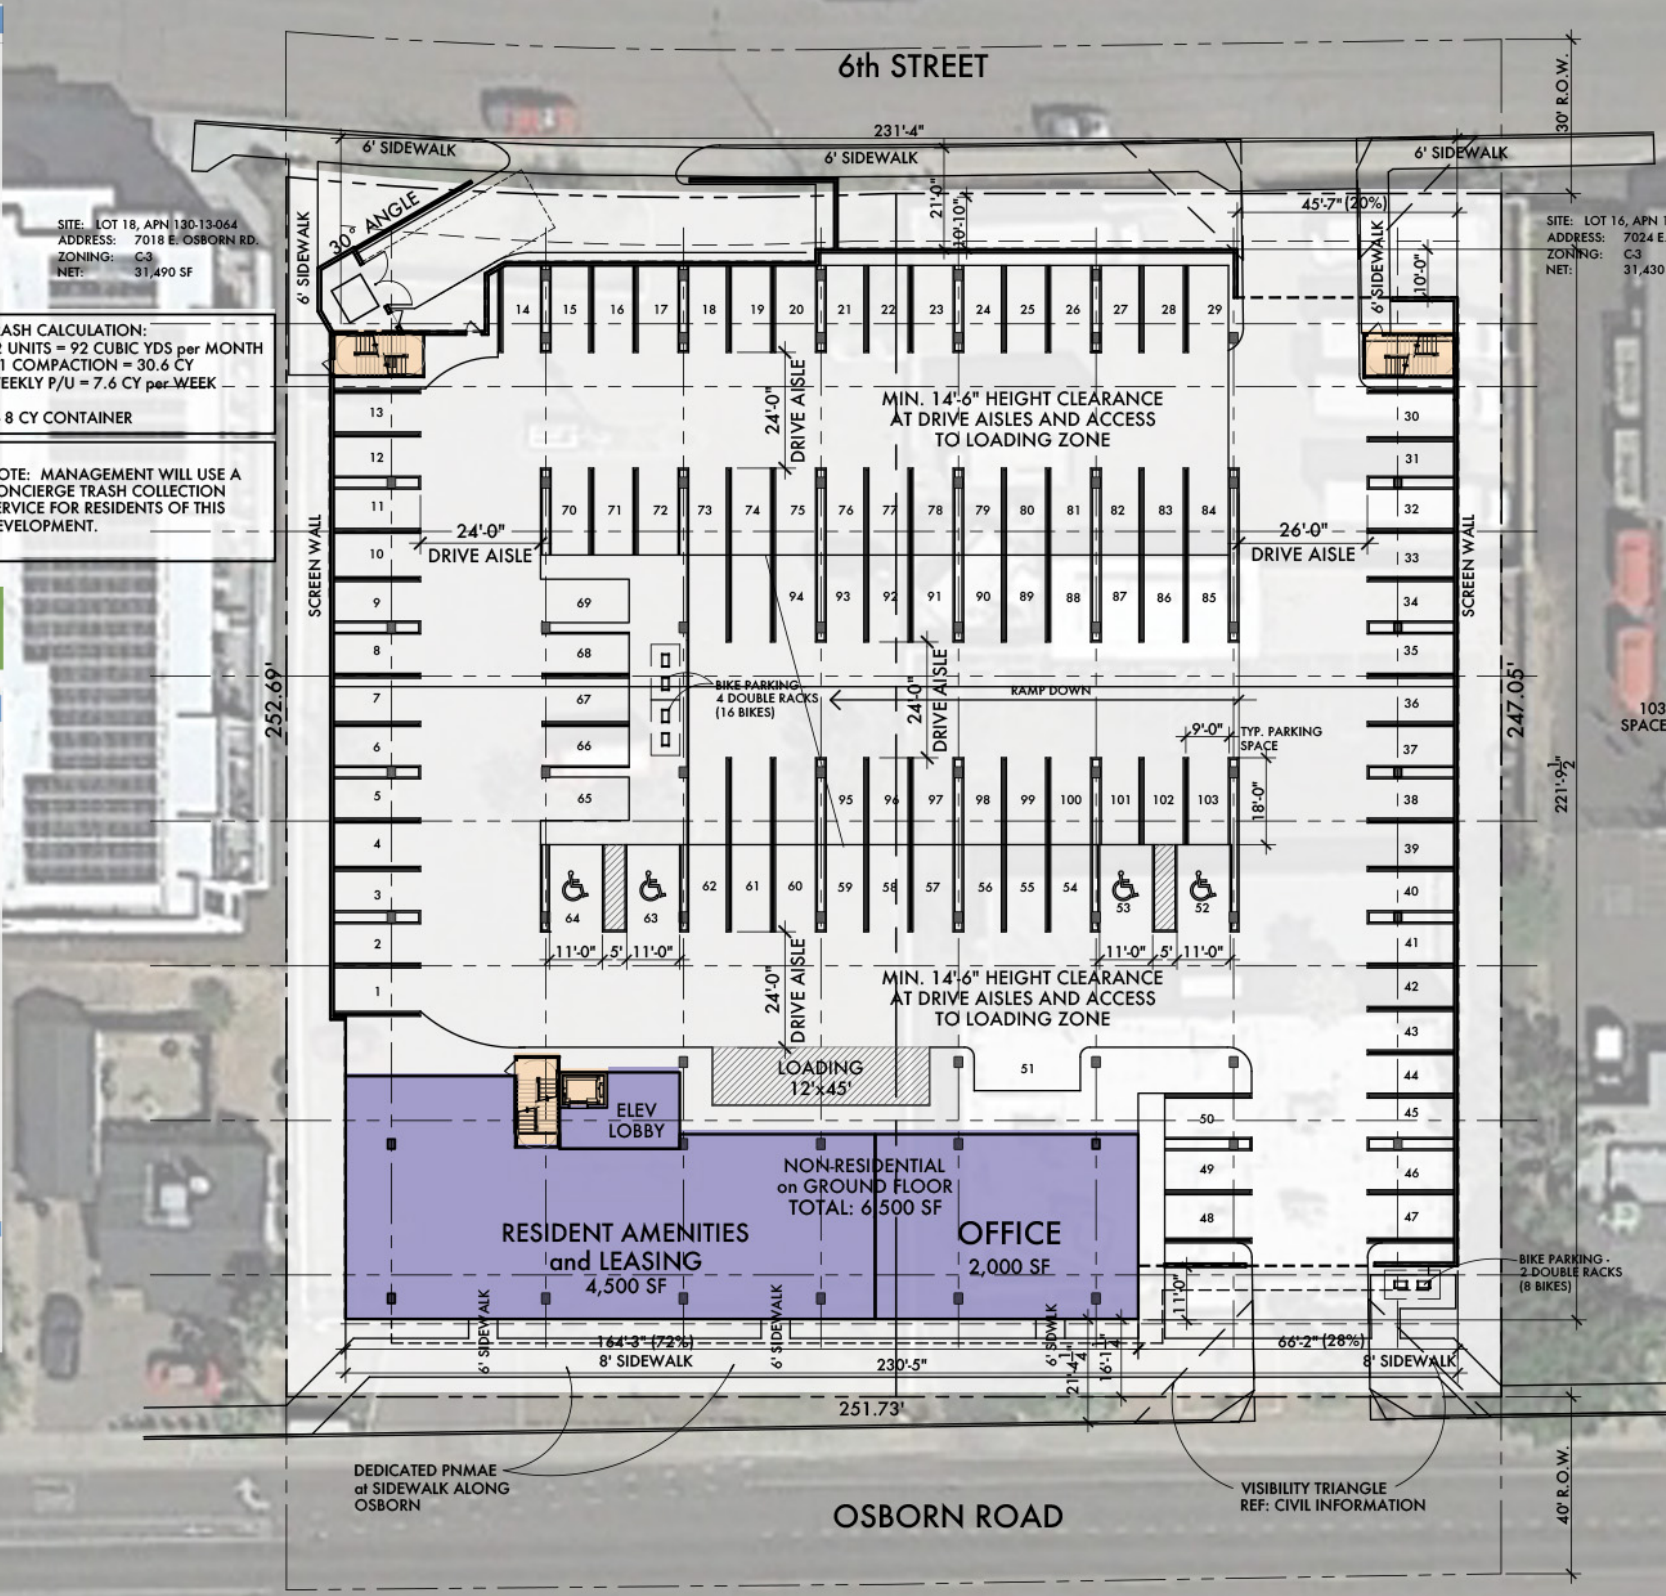 6th STREET
30' R.O.W.
231'-4"
6' SIDEWALK
6' SIDEWALK
6' SIDEWALK
30° ANGLE
6' SIDEWALK
21'-0"
10'-10"
45'-7" (20%)
6' SIDEWALK
10'-0"
SITE: LOT 18, APN 130-13-064
ADDRESS: 7018 E. OSBORN RD.
ZONING: C-3
NET: 31,490 SF
SITE: LOT 16, APN 1
ADDRESS: 7024 E.
ZONING: C-3
NET: 31,430
ASH CALCULATION:
2 UNITS = 92 CUBIC YDS per MONTH
1 COMPACTION = 30.6 CY
EEKLY P/U = 7.6 CY per WEEK
8 CY CONTAINER
OTE: MANAGEMENT WILL USE A
ONCIERGE TRASH COLLECTION
ERVICE FOR RESIDENTS OF THIS
EVELOPMENT.
14 15 16 17 18 19 20 21 22 23 24 25 26 27 28 29
24'-0"
DRIVE AISLE
MIN. 14'-6" HEIGHT CLEARANCE
AT DRIVE AISLES AND ACCESS
TO LOADING ZONE
13
12
11
10
9
8
7
6
5
4
3
2
1
30
31
32
33
34
35
36
37
38
39
40
41
42
43
44
45
46
47
SCREEN WALL
SCREEN WALL
24'-0"
DRIVE AISLE
26'-0"
DRIVE AISLE
70 71 72 73 74 75 76 77 78 79 80 81 82 83 84
94 93 92 91 90 89 88 87 86 85
69
68
67
66
65
BIKE PARKING -
4 DOUBLE RACKS
(16 BIKES)
24'-0"
DRIVE AISLE
RAMP DOWN
9'-0"
TYP. PARKING
SPACE
18'-0"
252.69'
247.05'
221'-9 1/2"
103
SPACE
95 96 97 98 99 100 101 102 103
64 63 62 61 60 59 58 57 56 55 54 53 52
11'-0" 5' 11'-0"
11'-0" 5' 11'-0"
24'-0"
DRIVE AISLE
MIN. 14'-6" HEIGHT CLEARANCE
AT DRIVE AISLES AND ACCESS
TO LOADING ZONE
LOADING
12'x45'
51
50
49
48
ELEV
LOBBY
NON-RESIDENTIAL
on GROUND FLOOR
TOTAL: 6,500 SF
RESIDENT AMENITIES
and LEASING
4,500 SF
OFFICE
2,000 SF
BIKE PARKING -
2 DOUBLE RACKS
(8 BIKES)
11'-0"
6' SIDEWALK
6' SIDEWALK
6' SIDWLK
21'-4 1/4"
16'-1 1/4"
164'-3" (72%)
66'-2" (28%)
8' SIDEWALK
230'-5"
8' SIDEWALK
251.73'
DEDICATED PNMAE
at SIDEWALK ALONG
OSBORN
VISIBILITY TRIANGLE
REF: CIVIL INFORMATION
OSBORN ROAD
40' R.O.W.